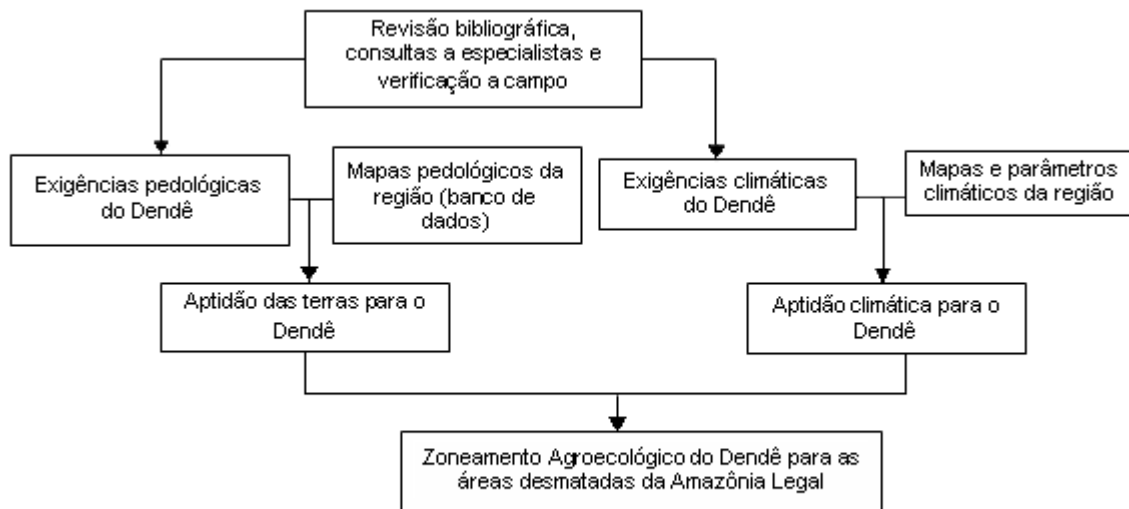 Revisão bibliográfica,
consultas a especialistas e
verificação a campo
Exigências pedológicas
do Dendê
Mapas pedológicos da
região (banco de
dados)
Exigências climáticas
do Dendê
Mapas e parâmetros
climáticos da região
Aptidão das terras para o
Dendê
Aptidão climática para o
Dendê
Zoneamento Agroecológico do Dendê para as
áreas desmatadas da Amazônia Legal